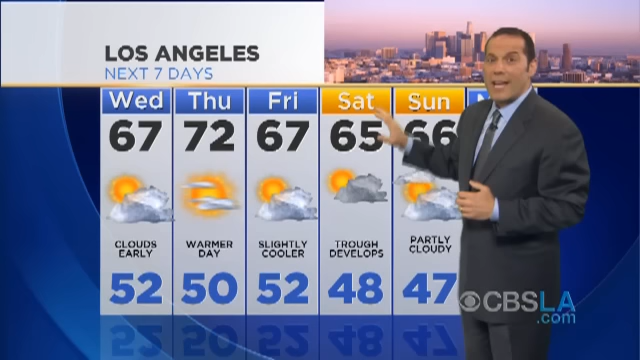 LOS ANGELES
NEXT 7 DAYS
Wed Thu Fri Sat Sun
67 72 67 65 66
CLOUDS EARLY
WARMER DAY
SLIGHTLY COOLER
TROUGH DEVELOPS
PARTLY CLOUDY
52 50 52 48 47
CBSLA
.com